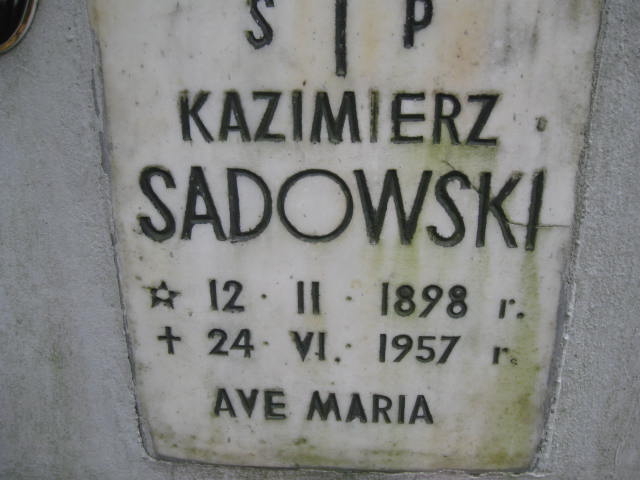 S P
KAZIMIERZ
SADOWSKI
☆ 12 · II · 1898 r.
✝ 24 · VI · 1957 r.
AVE MARIA